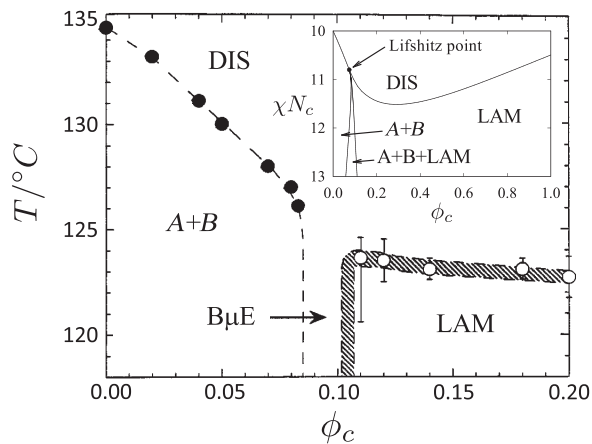 135
130
125
120
T/°C
0.00
0.05
0.10
0.15
0.20
ϕc
DIS
A+B
BμE
LAM
10
11
12
13
χNc
0.0
0.2
0.4
0.6
0.8
1.0
ϕc
Lifshitz point
DIS
LAM
A+B
A+B+LAM